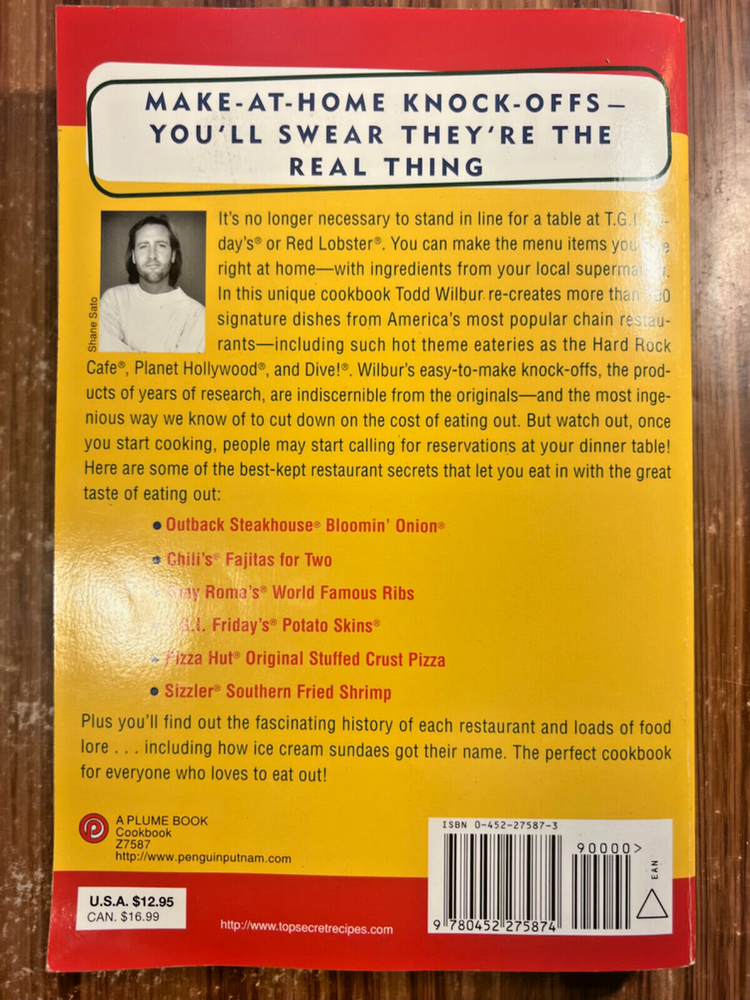 MAKE-AT-HOME KNOCK-OFFS—
YOU'LL SWEAR THEY'RE THE
REAL THING
Shane Sato
It's no longer necessary to stand in line for a table at T.G.I.
day's® or Red Lobster®. You can make the menu items
right at home—with ingredients from your local
In this unique cookbook Todd Wilbur re-creates more than
signature dishes from America's most popular chain restau-
rants—including such hot theme eateries as the Hard Rock
Cafe®, Planet Hollywood®, and Dive!®. Wilbur's easy-to-make knock-offs, the prod-
ucts of years of research, are indiscernible from the originals—and the most inge-
nious way we know of to cut down on the cost of eating out. But watch out, once
you start cooking, people may start calling for reservations at your dinner table!
Here are some of the best-kept restaurant secrets that let you eat in with the great
taste of eating out:
• Outback Steakhouse® Bloomin' Onion®
• Chili's® Fajitas for Two
• Roma's® World Famous Ribs
• Friday's® Potato Skins®
• Pizza Hut® Original Stuffed Crust Pizza
• Sizzler® Southern Fried Shrimp
Plus you'll find out the fascinating history of each restaurant and loads of food
lore . . . including how ice cream sundaes got their name. The perfect cookbook
for everyone who loves to eat out!
A PLUME BOOK
Cookbook
Z7587
http://www.penguinputnam.com
U.S.A. $12.95
CAN. $16.99
http://www.topsecretrecipes.com
ISBN 0-452-27587-3
90000>
EAN
9 780452 275874